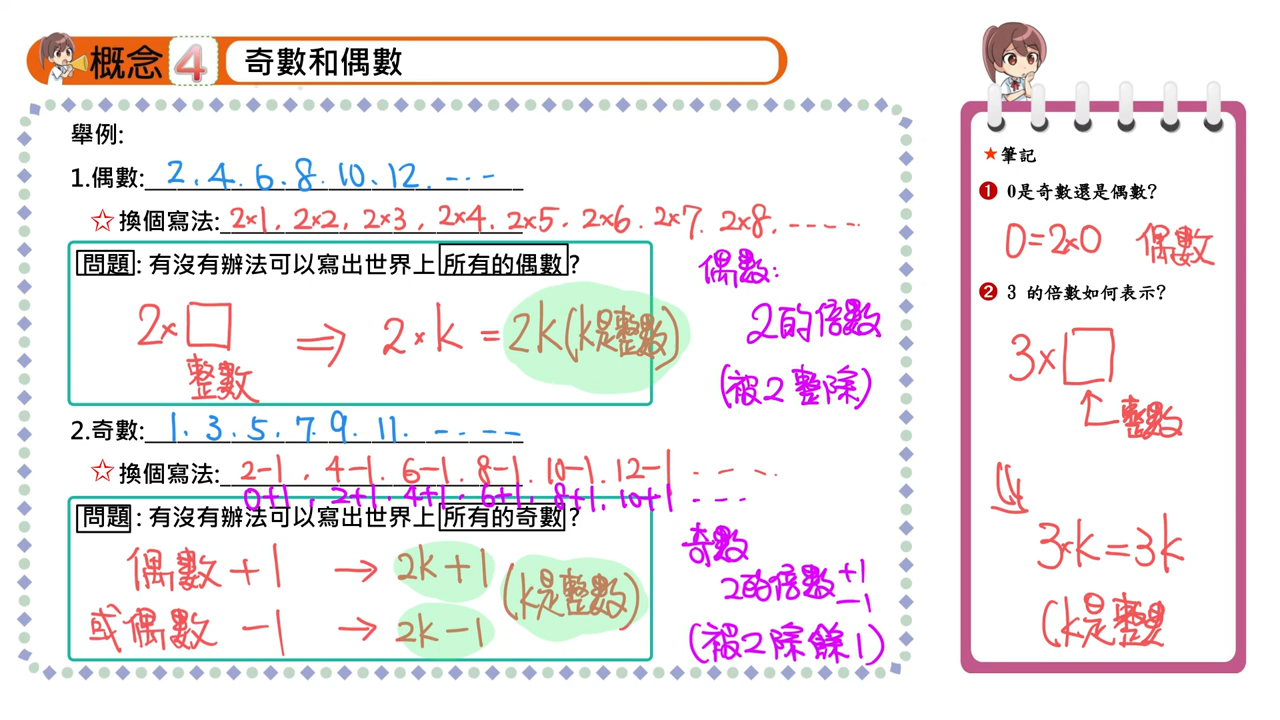 概念 4 奇數和偶數
舉例:
1.偶數: 2、4、6、8、10、12、-----
☆換個寫法: 2×1, 2×2, 2×3, 2×4, 2×5, 2×6, 2×7, 2×8, -----
問題: 有沒有辦法可以寫出世界上 所有的偶數?
2×□ ⇒ 2×k = 2k(k是整數)
整數
偶數:
2的倍數
(被2整除)
2.奇數: 1、3、5、7、9、11、-----
☆換個寫法: 2-1, 4-1, 6-1, 8-1, 10-1, 12-1 -----
0+1, 2+1, 4+1, 6+1, 8+1, 10+1 -----
問題: 有沒有辦法可以寫出世界上 所有的奇數?
偶數+1 → 2k+1
或偶數-1 → 2k-1
(k是整數)
奇數
2的倍數+1
-1
(被2除餘1)
★筆記
❶ 0是奇數還是偶數?
0=2×0 偶數
❷ 3 的倍數如何表示?
3×□
整數
3×k=3k
(k是整